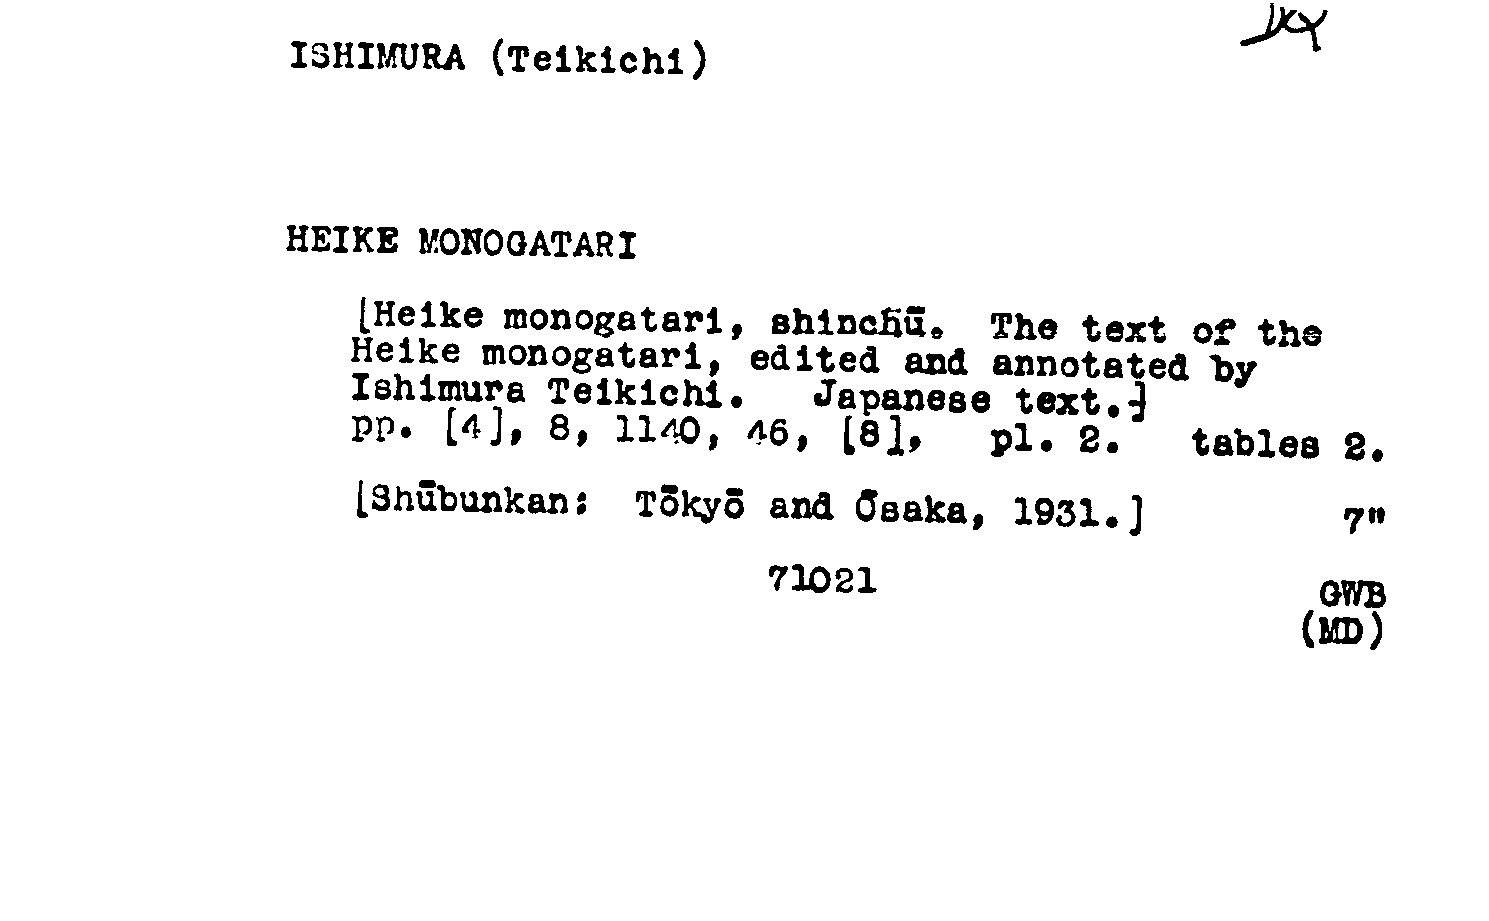 ISHIMURA (Teikichi)
HEIKE MONOGATARI
[Heike monogatari, shinchū. The text of the
Heike monogatari, edited and annotated by
Ishimura Teikichi. Japanese text.]
pp. [4], 8, 1140, 46, [8], pl. 2. tables 2.
[Shūbunkan: Tōkyō and Ōsaka, 1931.] 7"
71021
GWB
(MD)